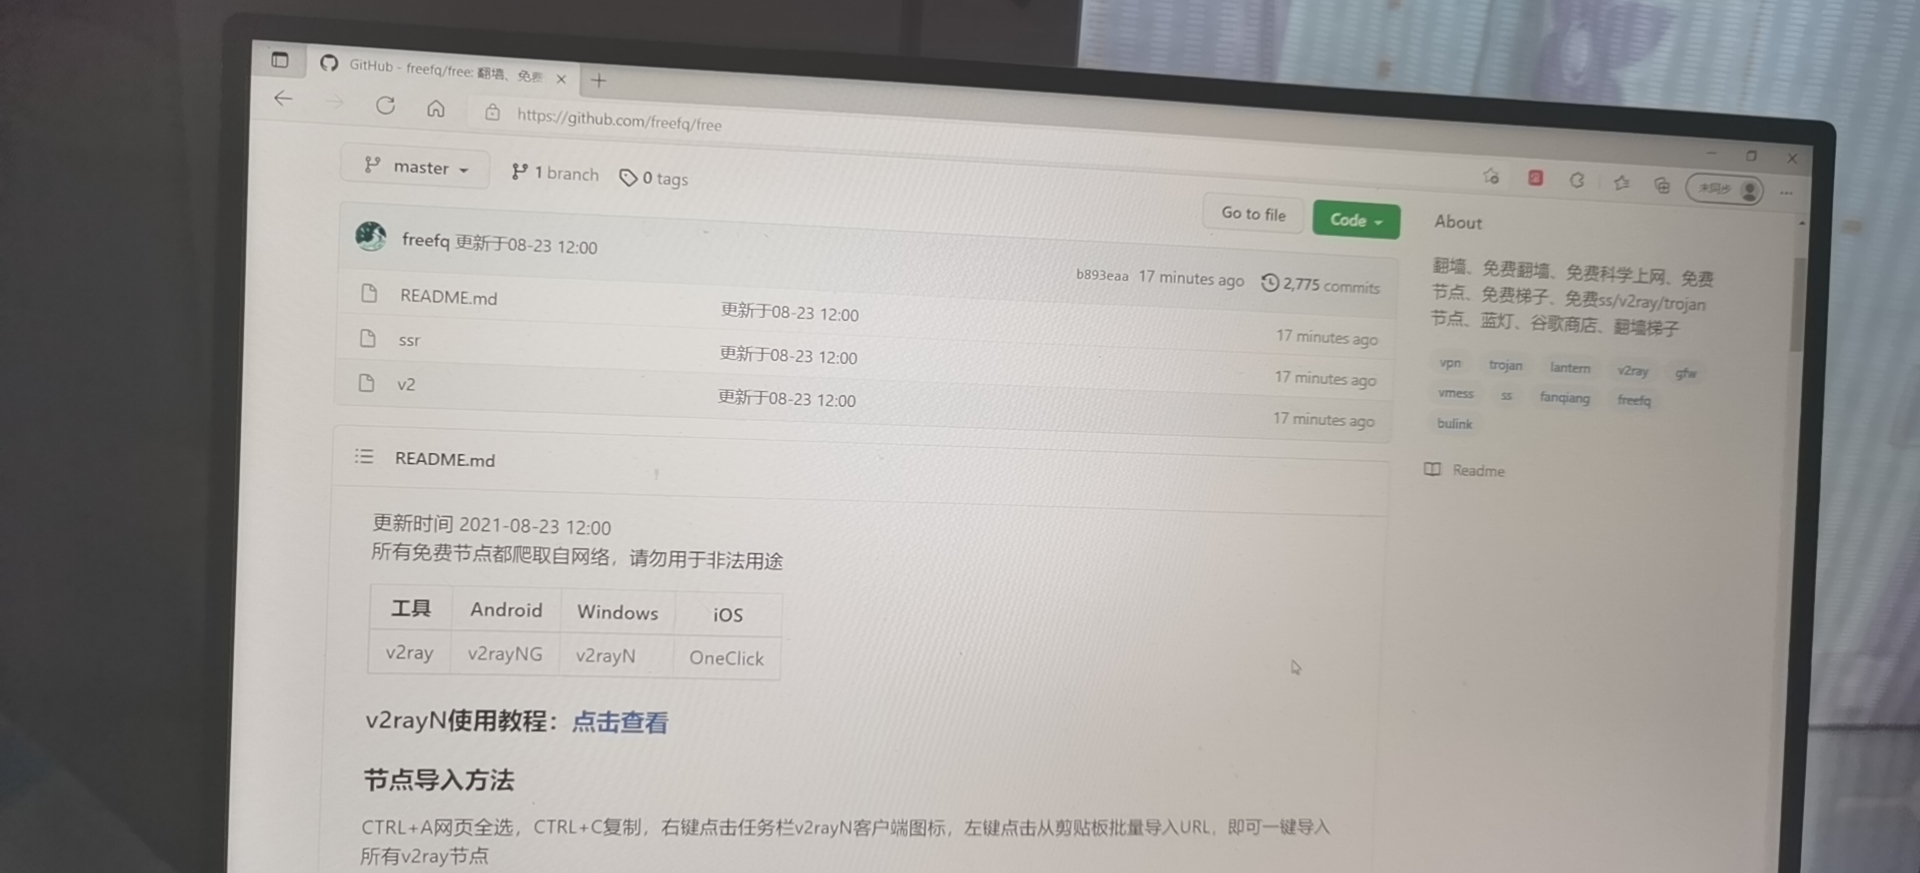 GitHub - freefq/free: 翻墙、免费
https://github.com/freefq/free
未同步
master
1 branch
0 tags
Go to file
Code
freefq 更新于08-23 12:00
b893eaa 17 minutes ago
2,775 commits
README.md
更新于08-23 12:00
17 minutes ago
ssr
更新于08-23 12:00
17 minutes ago
v2
更新于08-23 12:00
17 minutes ago
About
翻墙、免费翻墙、免费科学上网、免费
节点、免费梯子、免费ss/v2ray/trojan
节点、蓝灯、谷歌商店、翻墙梯子
vpn trojan lantern v2ray gfw
vmess ss fanqiang freefq
bulink
Readme
README.md
更新时间 2021-08-23 12:00
所有免费节点都爬取自网络，请勿用于非法用途
工具 Android Windows iOS
v2ray v2rayNG v2rayN OneClick
v2rayN使用教程：点击查看
节点导入方法
CTRL+A网页全选，CTRL+C复制，右键点击任务栏v2rayN客户端图标，左键点击从剪贴板批量导入URL，即可一键导入
所有v2ray节点